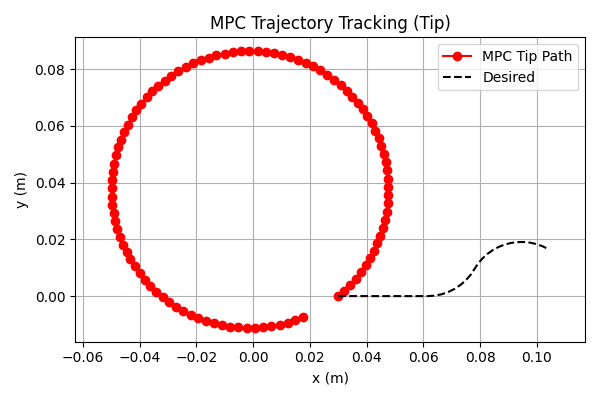 MPC Trajectory Tracking (Tip)
MPC Tip Path
Desired
y (m)
0.08
0.06
0.04
0.02
0.00
−0.06 −0.04 −0.02 0.00 0.02 0.04 0.06 0.08 0.10
x (m)